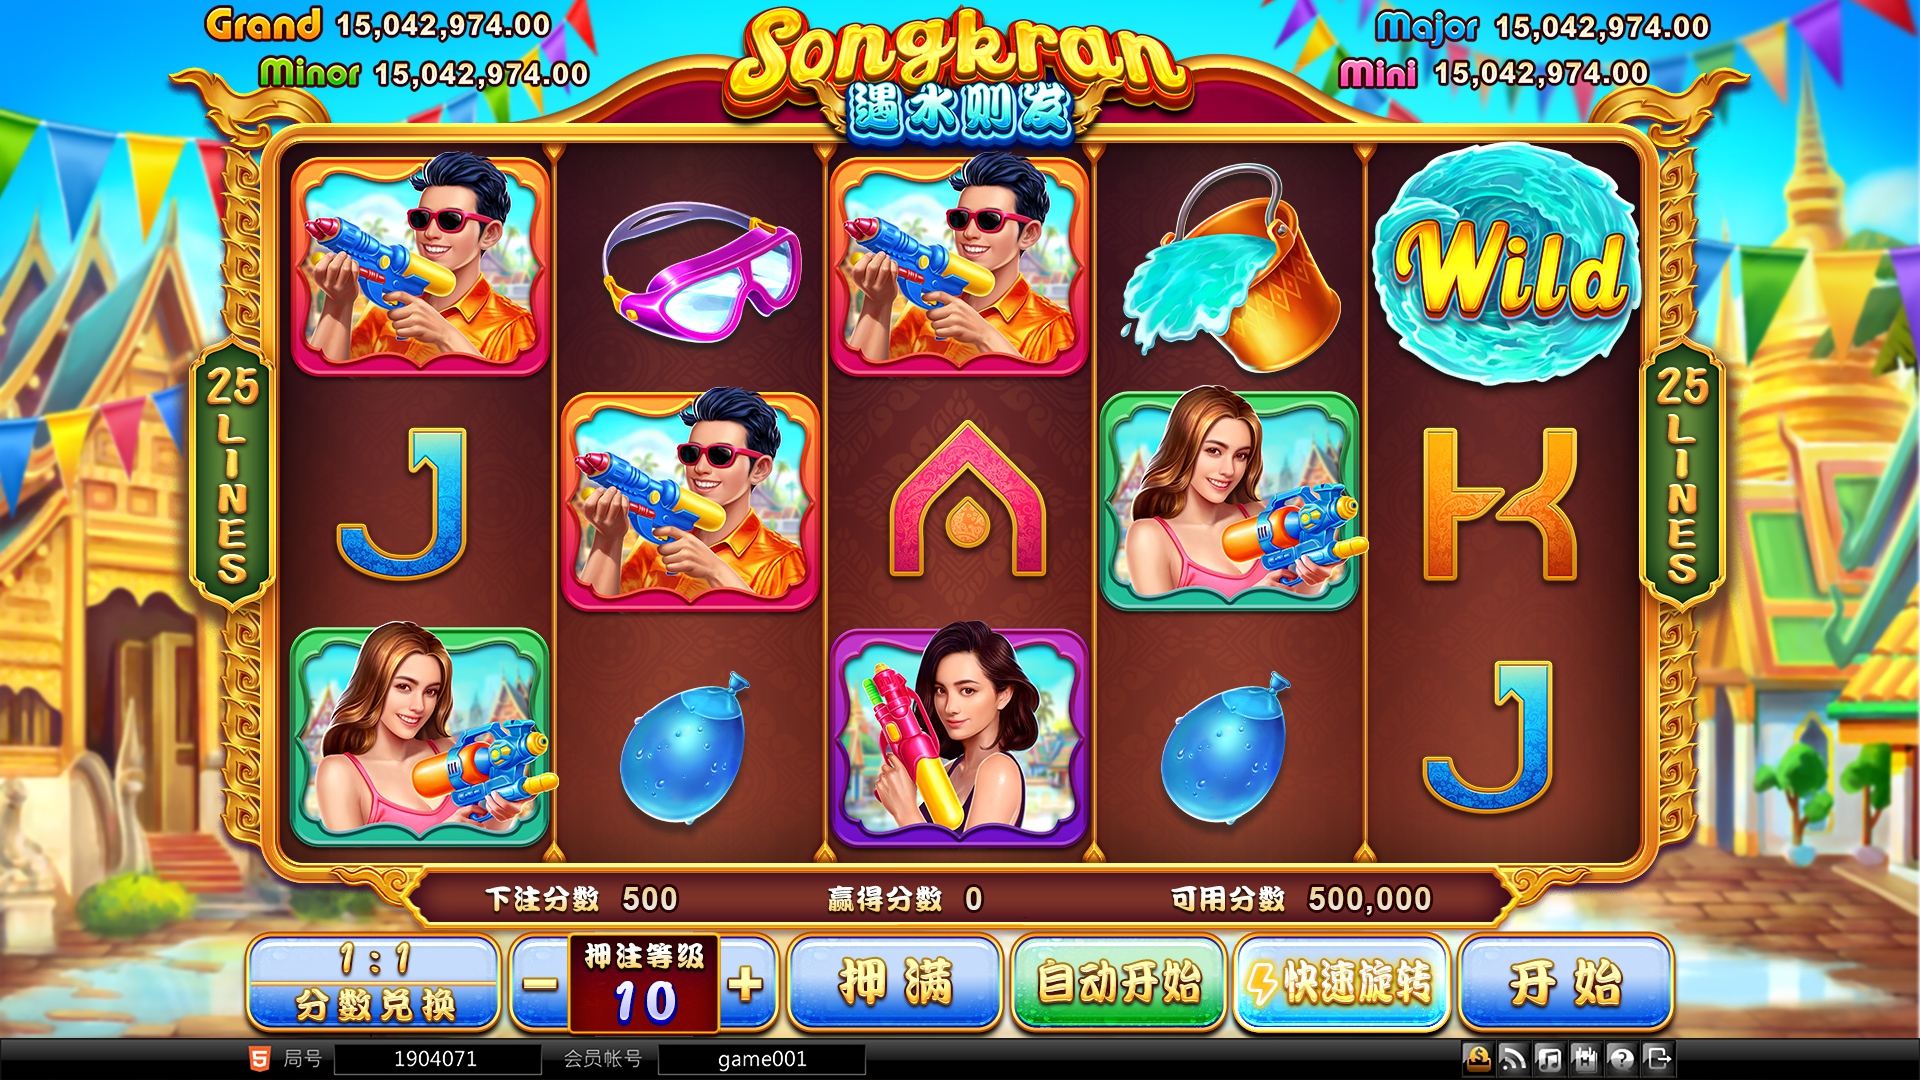 Grand 15,042,974.00
Minor 15,042,974.00
Songkran
遇水则发
Major 15,042,974.00
Mini 15,042,974.00
Wild
25 LINES
J
A
K
25 LINES
J
下注分数 500 赢得分数 0 可用分数 500,000
1:1
分数兑换
-
押注等级
10
+
押满
自动开始
快速旋转
开始
5 局号 1904071 会员帐号 game001